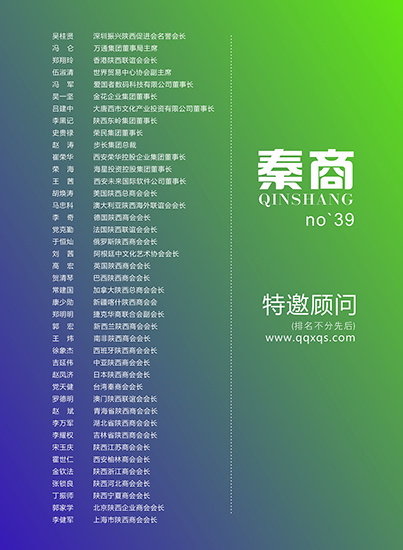 吴桂贤 深圳振兴陕西促进会名誉会长
冯 仑 万通集团董事局主席
郑翔玲 香港陕西联谊会会长
伍淑清 世界贸易中心协会副主席
冯 军 爱国者数码科技有限公司董事长
吴一坚 金花企业集团董事长
吕建中 大唐西市文化产业投资有限公司董事长
李黑记 陕西东岭集团董事长
史贵禄 荣民集团董事长
赵 涛 步长集团总裁
崔荣华 西安荣华控股企业集团董事长
荣 海 海星投资控股集团董事长
王 茜 西安未来国际软件公司董事长
胡焕涛 美国陕西总商会会长
马忠科 澳大利亚陕西海外联谊会会长
李 奇 德国陕西商会会长
党克勤 法国陕西联谊会会长
于恒灿 俄罗斯陕西商会会长
刘 茜 阿根廷中文化艺术协会会长
高 宏 英国陕西商会会长
贺清琴 巴西陕西商会会长
常建国 加拿大陕西总商会会长
康少勋 新疆喀什陕西商会会
郑明明 捷克华商联合会副会长
郭 宏 新西兰陕西商会会长
王 炜 南非陕西商会会长
徐象杰 西班牙陕西商会会长
吉延伟 中亚陕西商会会长
赵凤济 日本陕西商会会长
党天健 台湾秦商会会长
罗德明 澳门陕西联谊会会长
赵 斌 青海省陕西商会会长
李万军 湖北省陕西商会会长
李耀权 吉林省陕西商会会长
宋玉庆 陕西江苏商会会长
霍世仁 西安榆林商会会长
金钦法 陕西浙江商会会长
张锁良 陕西河北商会会长
丁振师 陕西宁夏商会会长
郭家学 北京陕西企业商会会长
李健军 上海市陕西商会会长
秦商
QINSHANG
no`39
特邀顾问
(排名不分先后)
www.qqxqs.com